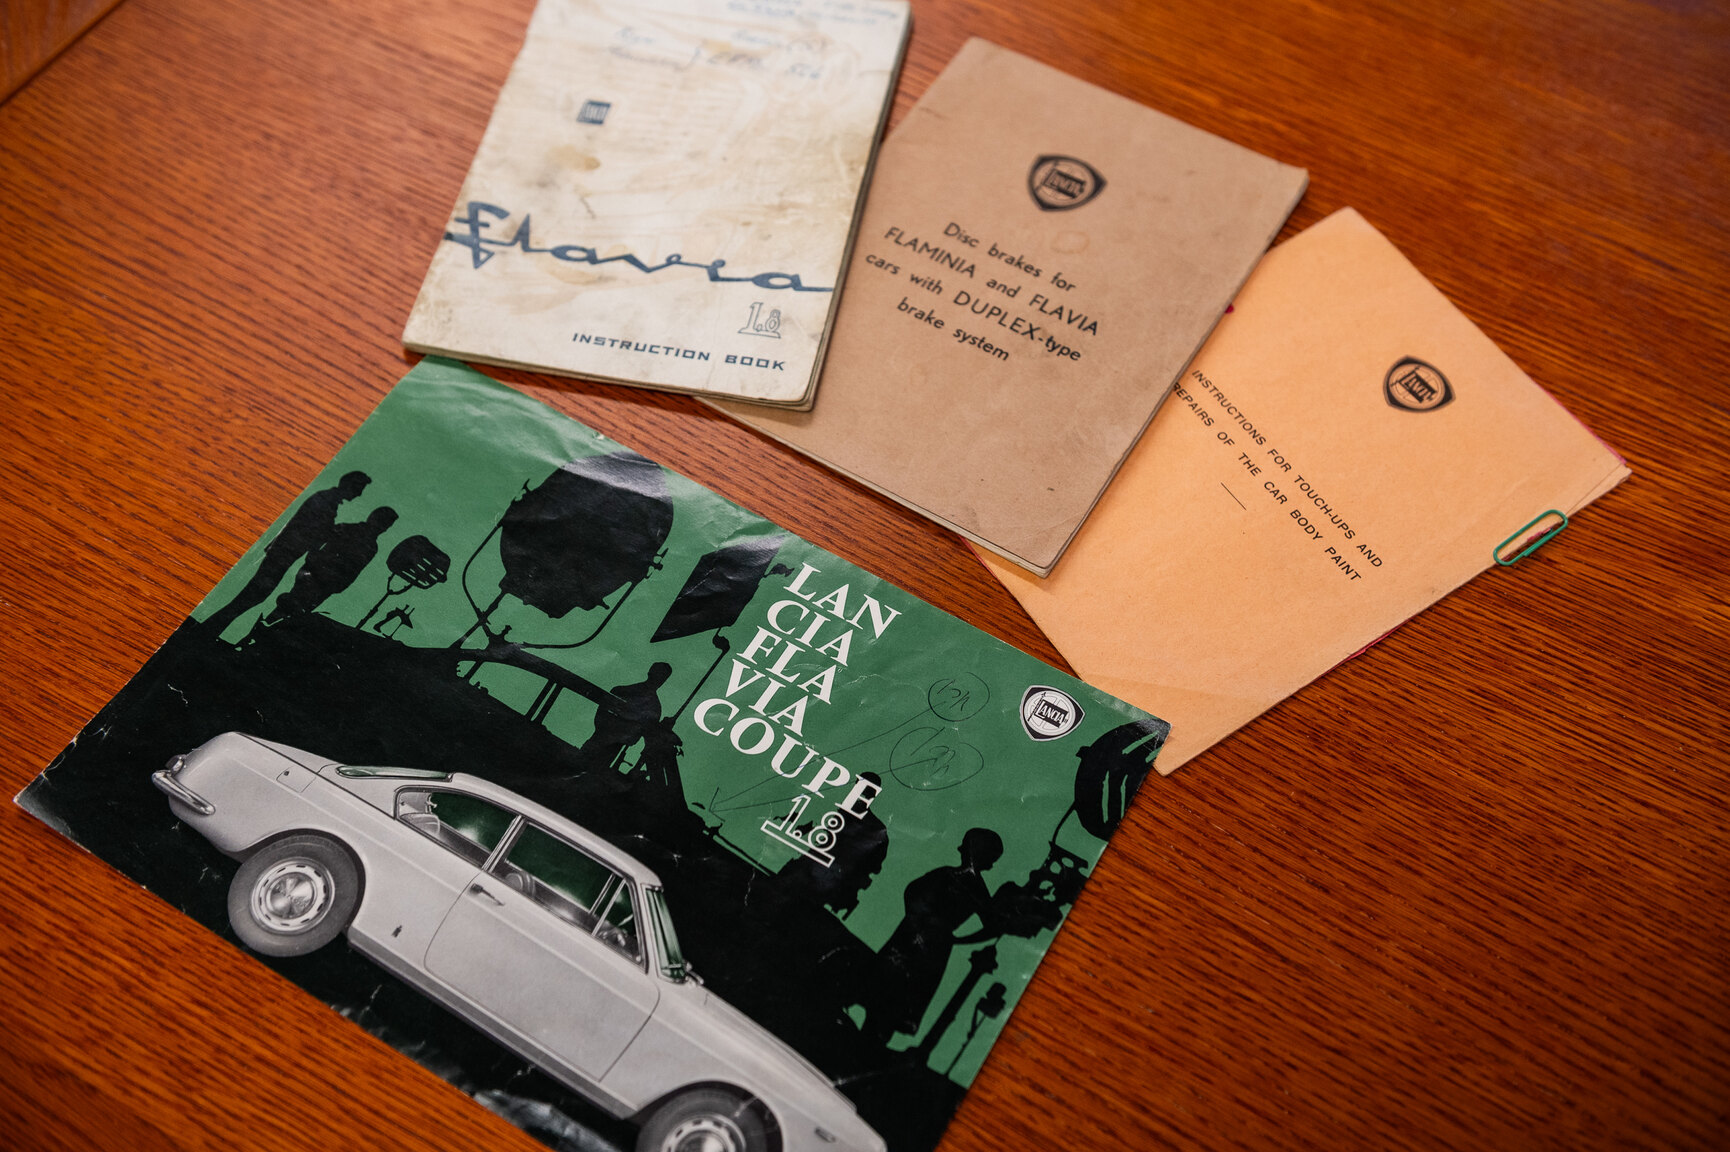 LANCIA
Flavia
1.8
INSTRUCTION BOOK
LANCIA
Disc brakes for
FLAMINIA and FLAVIA
cars with DUPLEX-type
brake system
LANCIA
INSTRUCTIONS FOR TOUCH-UPS AND
REPAIRS OF THE CAR BODY PAINT
LAN
CIA
FLA
VIA
COUPE
1.8
LANCIA